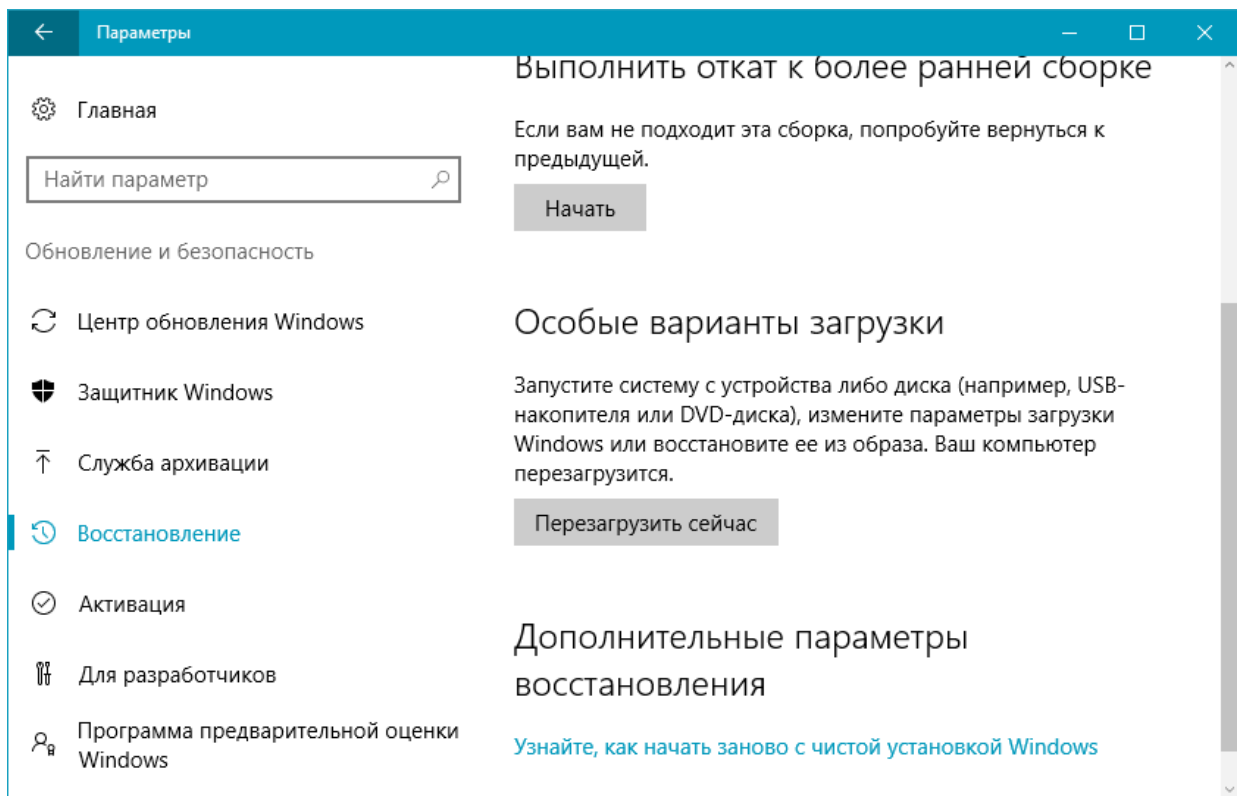 Параметры
Главная
Найти параметр
Обновление и безопасность
Центр обновления Windows
Защитник Windows
Служба архивации
Восстановление
Активация
Для разработчиков
Программа предварительной оценки
Windows
Выполнить откат к более ранней сборке
Если вам не подходит эта сборка, попробуйте вернуться к
предыдущей.
Начать
Особые варианты загрузки
Запустите систему с устройства либо диска (например, USB-
накопителя или DVD-диска), измените параметры загрузки
Windows или восстановите ее из образа. Ваш компьютер
перезагрузится.
Перезагрузить сейчас
Дополнительные параметры
восстановления
Узнайте, как начать заново с чистой установкой Windows